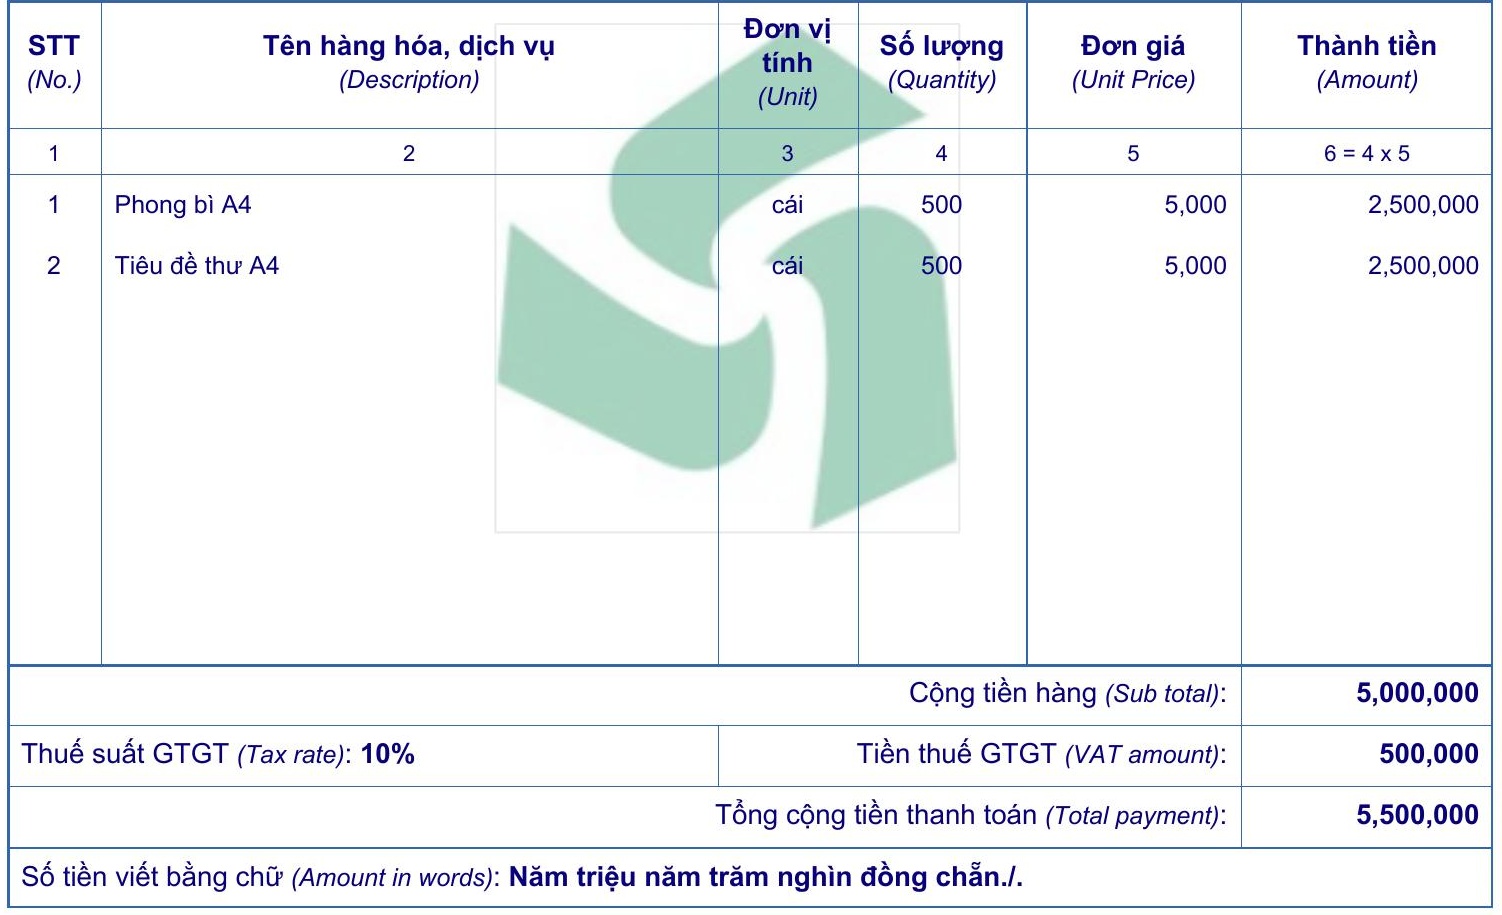 STT Tên hàng hóa, dịch vụ Đơn vị tính Số lượng Đơn giá Thành tiền
(No.) (Description) (Unit) (Quantity) (Unit Price) (Amount)
1 2 3 4 5 6 = 4 x 5
1 Phong bì A4 cái 500 5,000 2,500,000
2 Tiêu đề thư A4 cái 500 5,000 2,500,000
Cộng tiền hàng (Sub total): 5,000,000
Thuế suất GTGT (Tax rate): 10% Tiền thuế GTGT (VAT amount): 500,000
Tổng cộng tiền thanh toán (Total payment): 5,500,000
Số tiền viết bằng chữ (Amount in words): Năm triệu năm trăm nghìn đồng chẵn./.